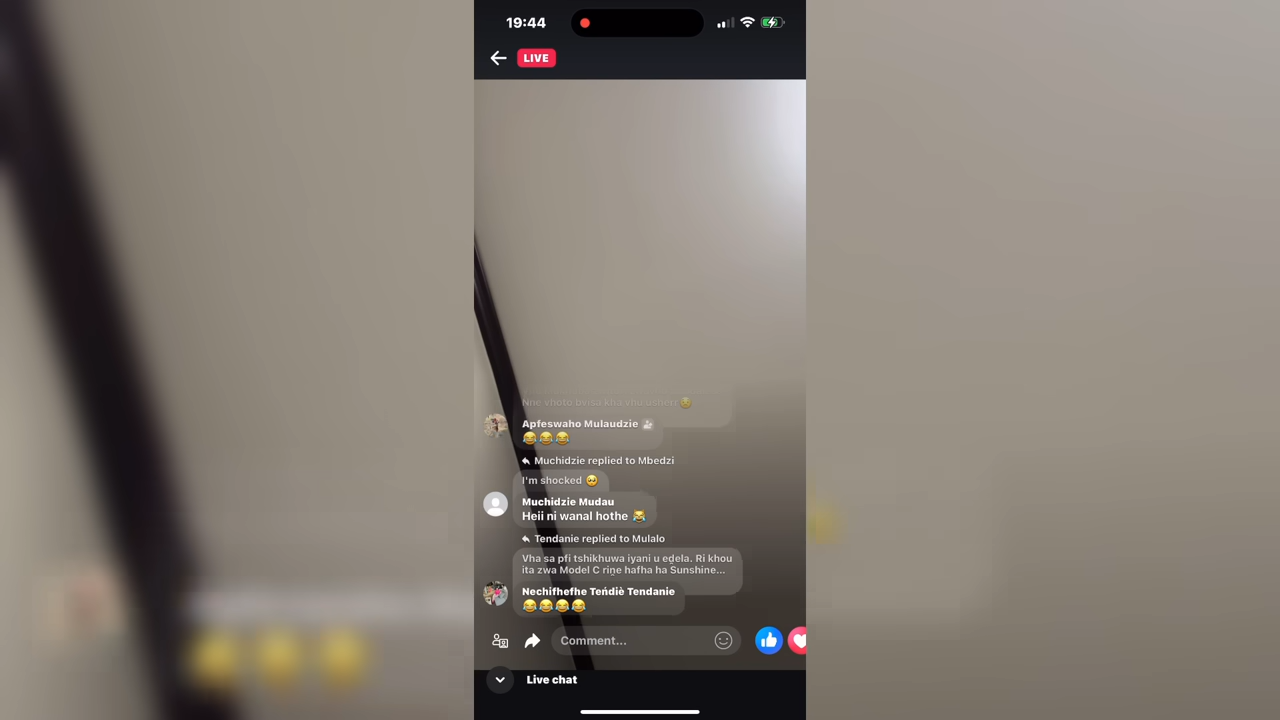 19:44
LIVE
Apfeswaho Mulaudzie
😂😂😂
Muchidzie replied to Mbedzi
I'm shocked 🥺
Muchidzie Mudau
Heii ni wanal hothe 😹
Tendanie replied to Mulalo
Vha sa pfi tshikhuwa iyani u eḓela. Ri khou
ita zwa Model C riṋe hafha ha Sunshine...
Nechifhefhe Teńdiè Tendanie
😂😂😂😂
Comment...
Live chat